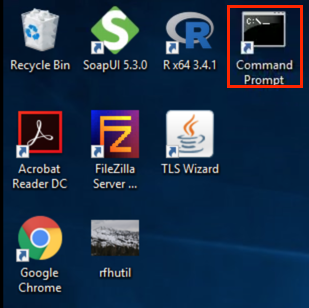 C:\_
Recycle Bin
SoapUI 5.3.0
R x64 3.4.1
Command
Prompt
Acrobat
Reader DC
FileZilla
Server ...
TLS Wizard
Google
Chrome
rfhutil